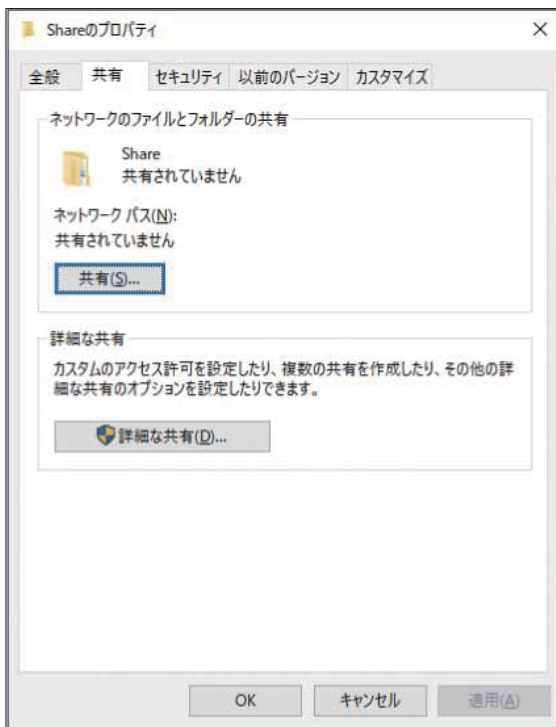 Shareのプロパティ
全般 共有 セキュリティ 以前のバージョン カスタマイズ
ネットワークのファイルとフォルダーの共有
Share
共有されていません
ネットワーク パス(N):
共有されていません
共有(S)...
詳細な共有
カスタムのアクセス許可を設定したり、複数の共有を作成したり、その他の詳
細な共有のオプションを設定したりできます。
詳細な共有(D)...
OK キャンセル 適用(A)